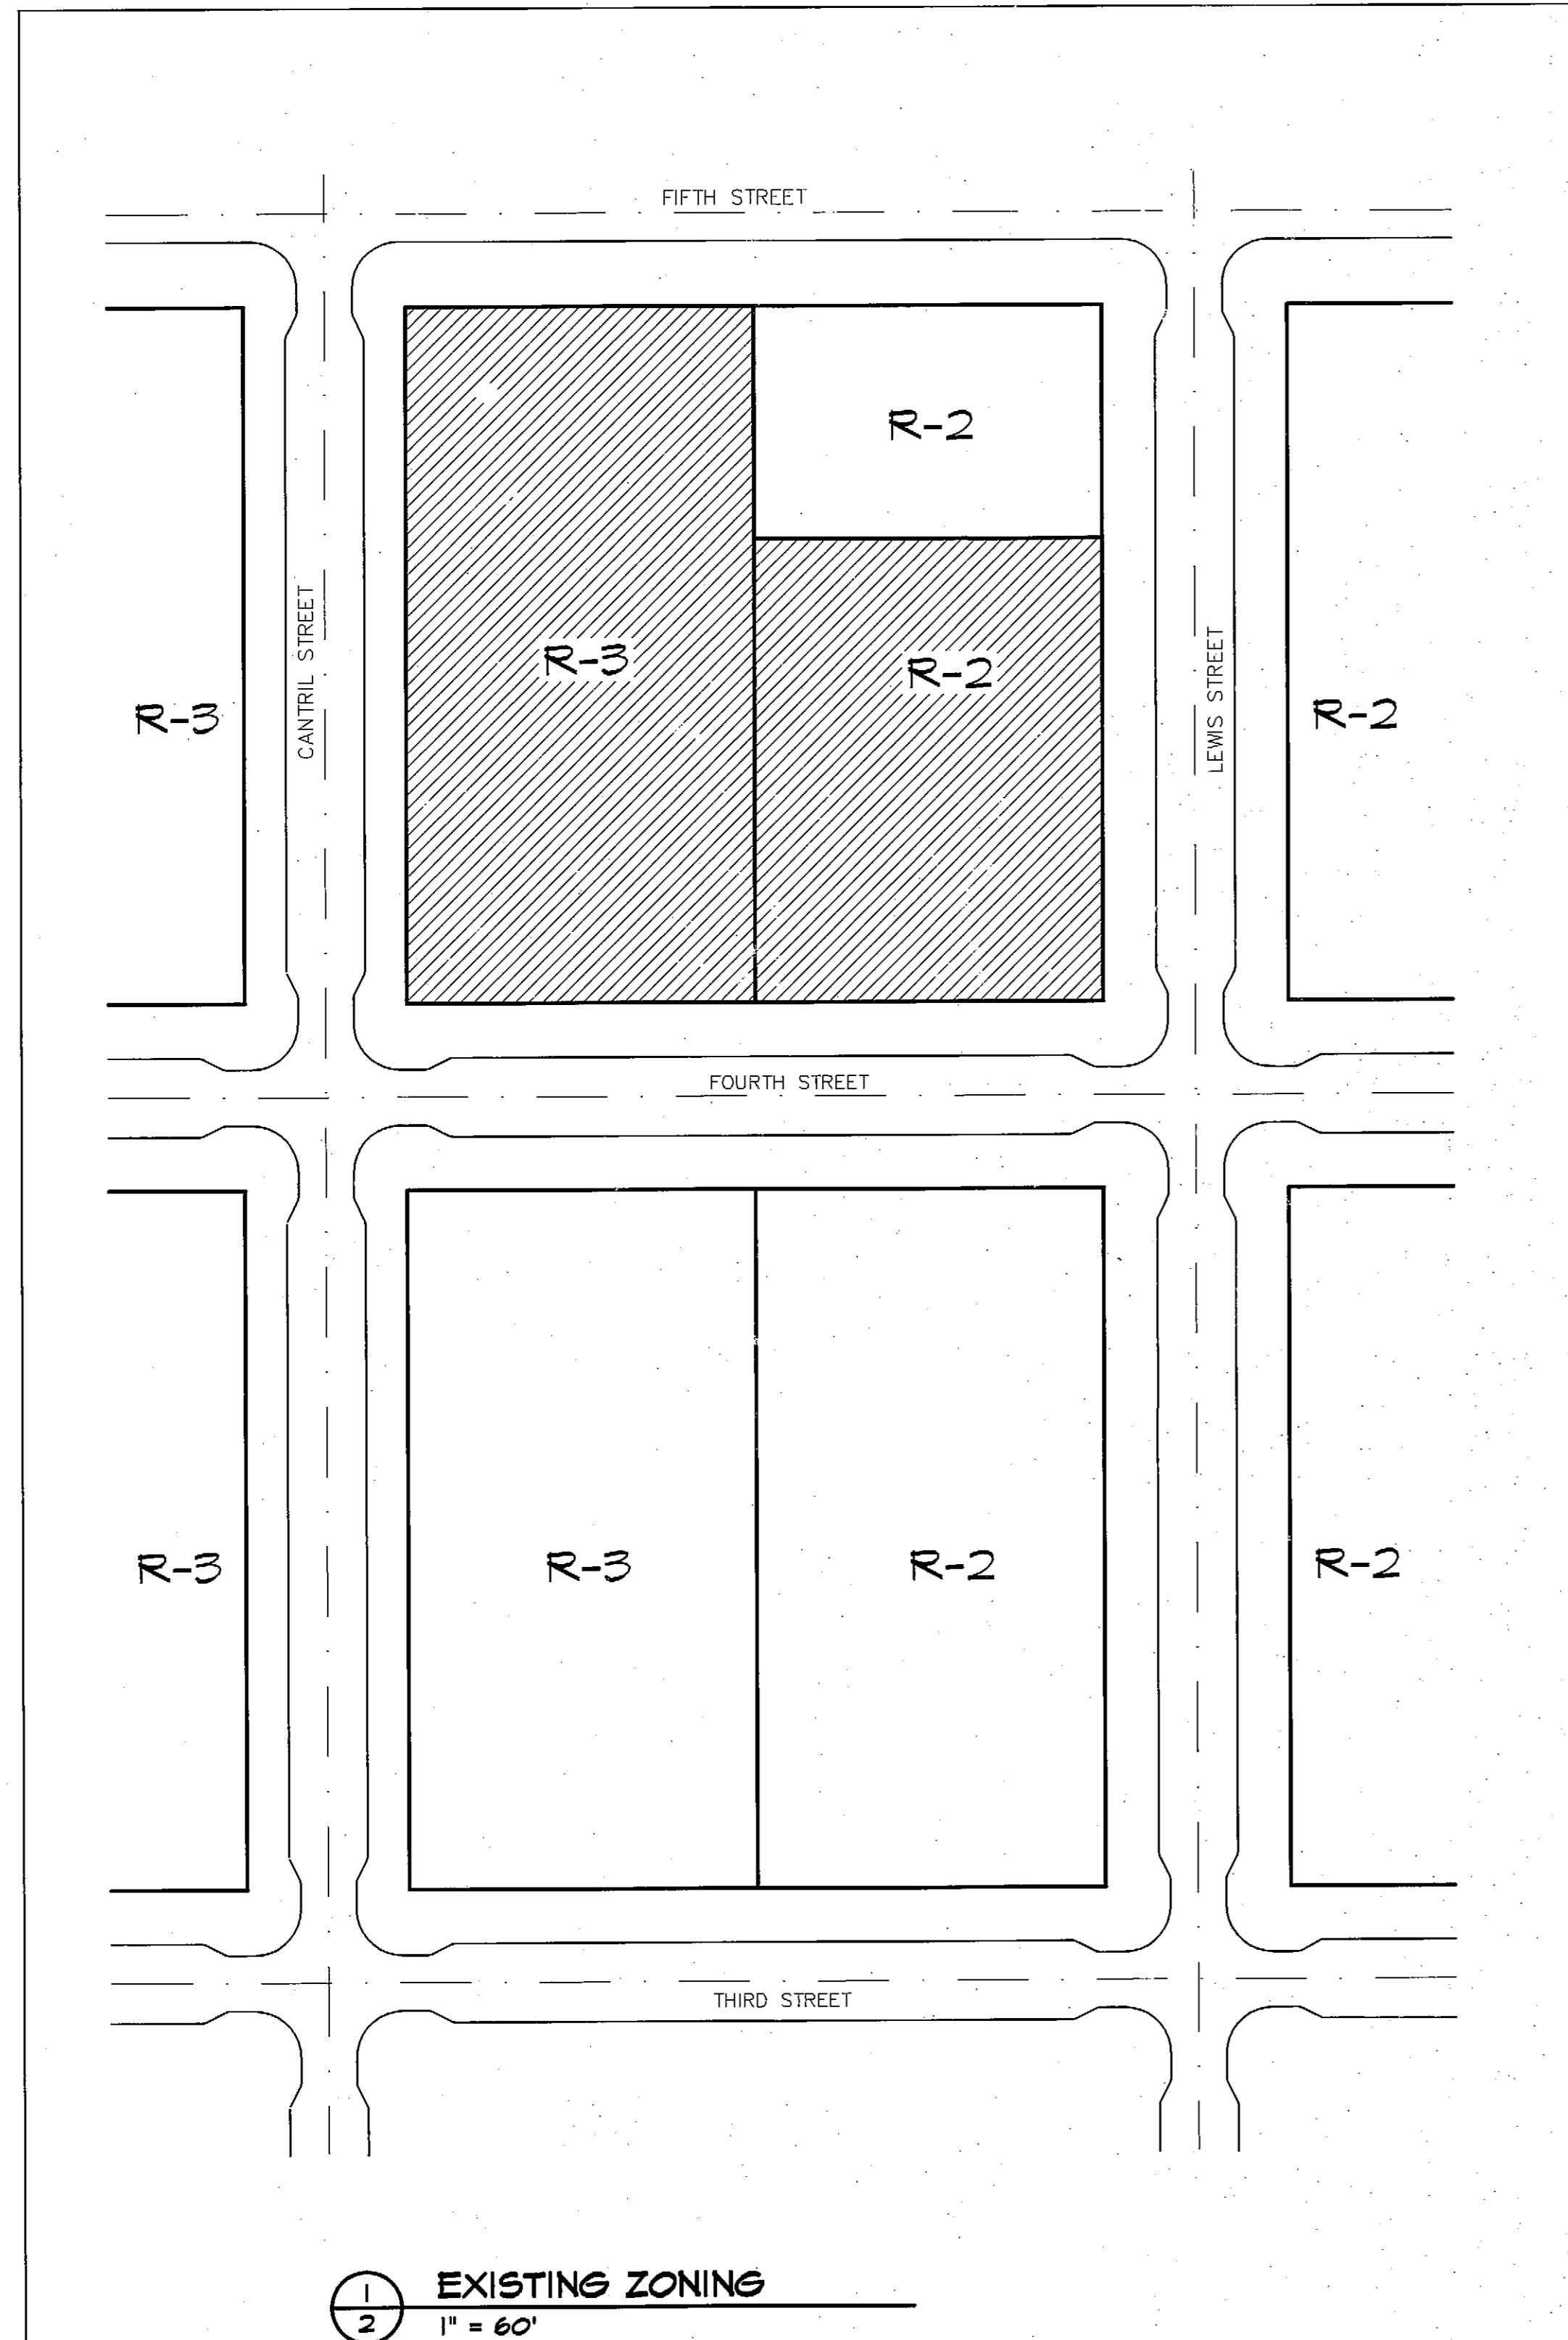 FIFTH STREET
R-2
CANTRIL STREET
R-3
R-2
LEWIS STREET
R-3
R-2
FOURTH STREET
R-3
R-3
R-2
R-2
THIRD STREET
1
2
EXISTING ZONING
1" = 60'